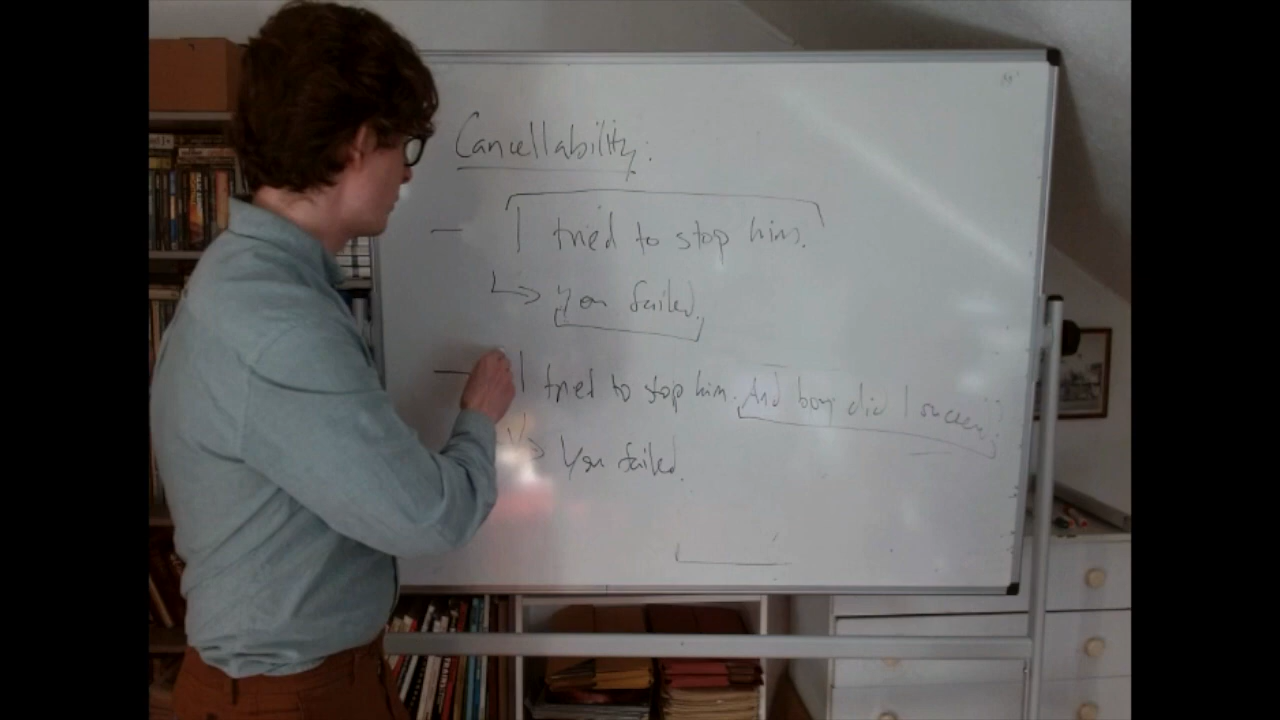 Cancellability:
— I tried to stop him.
↳ You failed.
— I tried to stop him. And boy did I succeed
You failed.